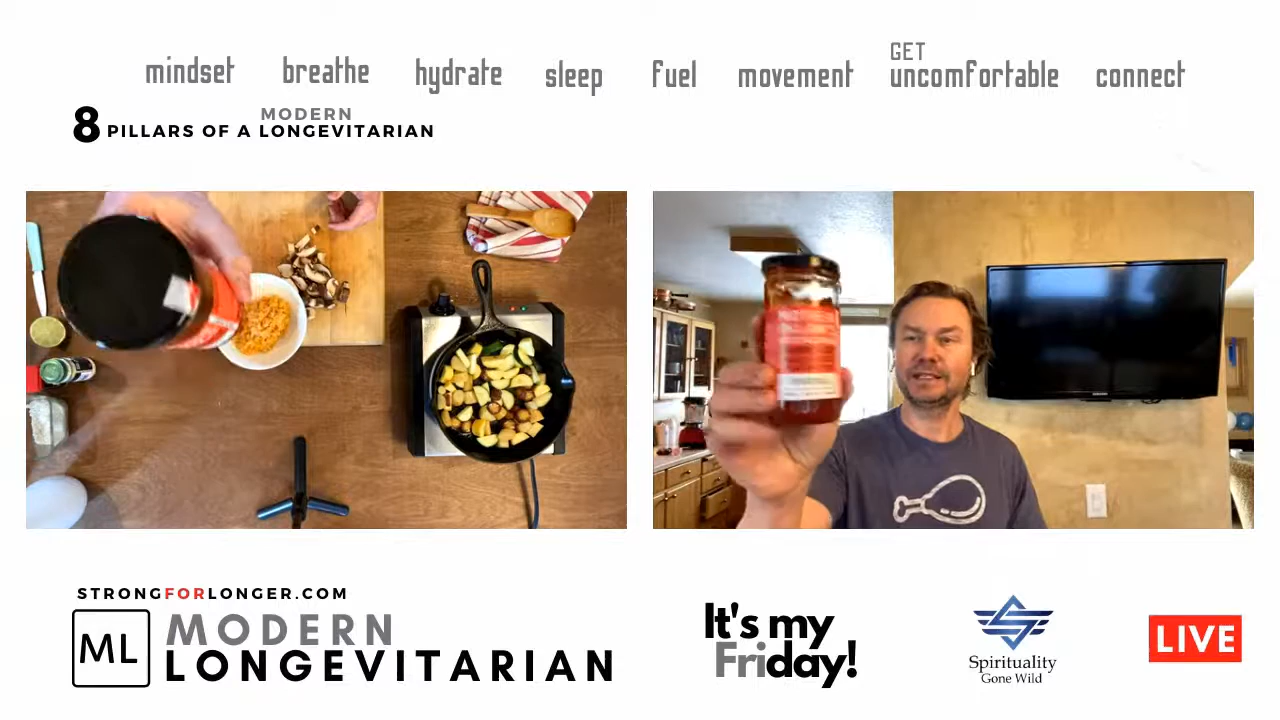 mindset breathe hydrate sleep fuel movement GET uncomfortable connect
8 PILLARS OF A MODERN LONGEVITARIAN
STRONGFORLONGER.COM
ML MODERN
LONGEVITARIAN
It's my
Friday!
Spirituality
Gone Wild
LIVE